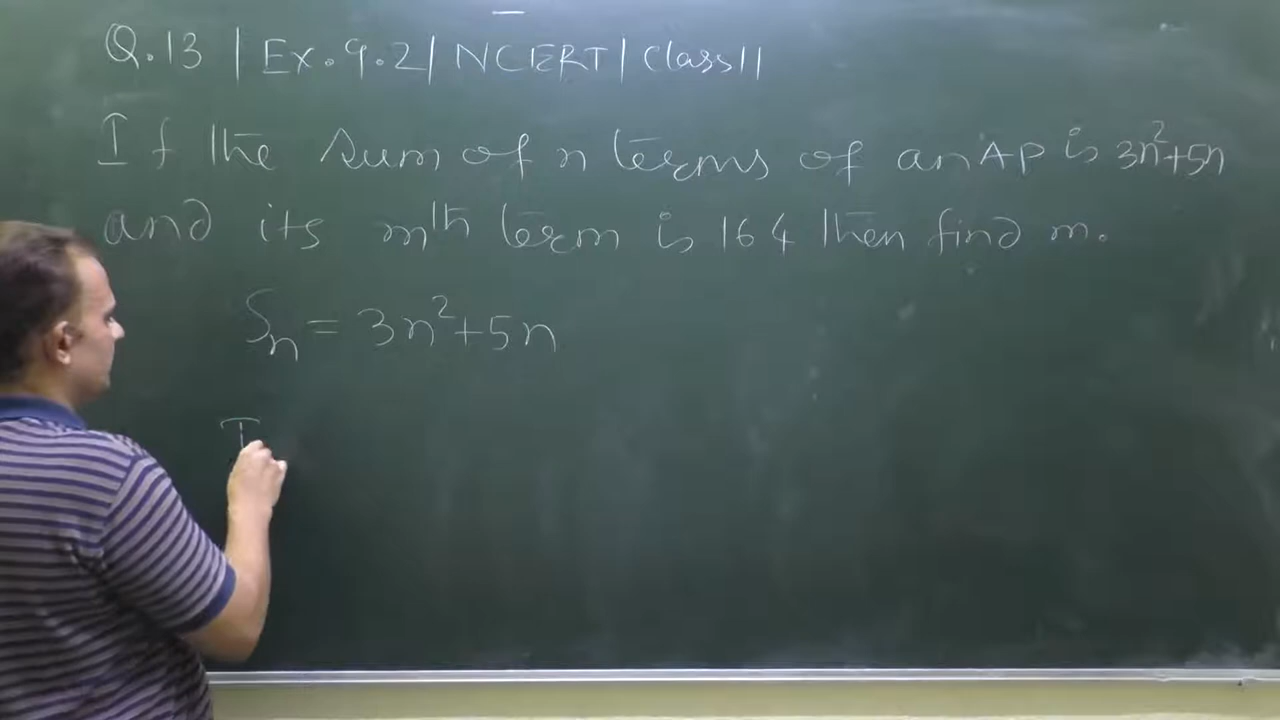 Q.13 | Ex.9.2 | NCERT | Class 11
If the sum of n terms of an AP is 3n²+5n
and its mth term is 164 then find m.
Sn = 3n²+5n
T